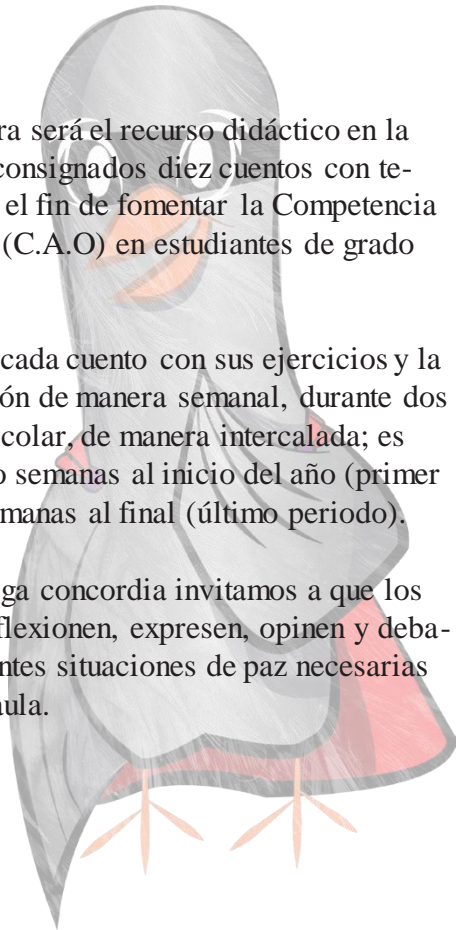 ra será el recurso didáctico en la
consignados diez cuentos con te-
el fin de fomentar la Competencia
(C.A.O) en estudiantes de grado
cada cuento con sus ejercicios y la
ón de manera semanal, durante dos
colar, de manera intercalada; es
o semanas al inicio del año (primer
manas al final (último periodo).
ga concordia invitamos a que los
flexionen, expresen, opinen y deba-
ntes situaciones de paz necesarias
aula.